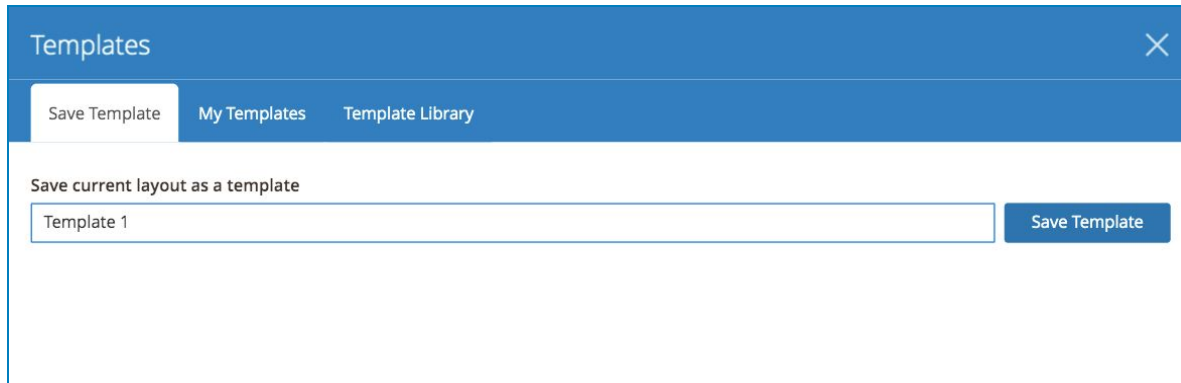 Templates
Save Template My Templates Template Library
Save current layout as a template
Template 1 Save Template